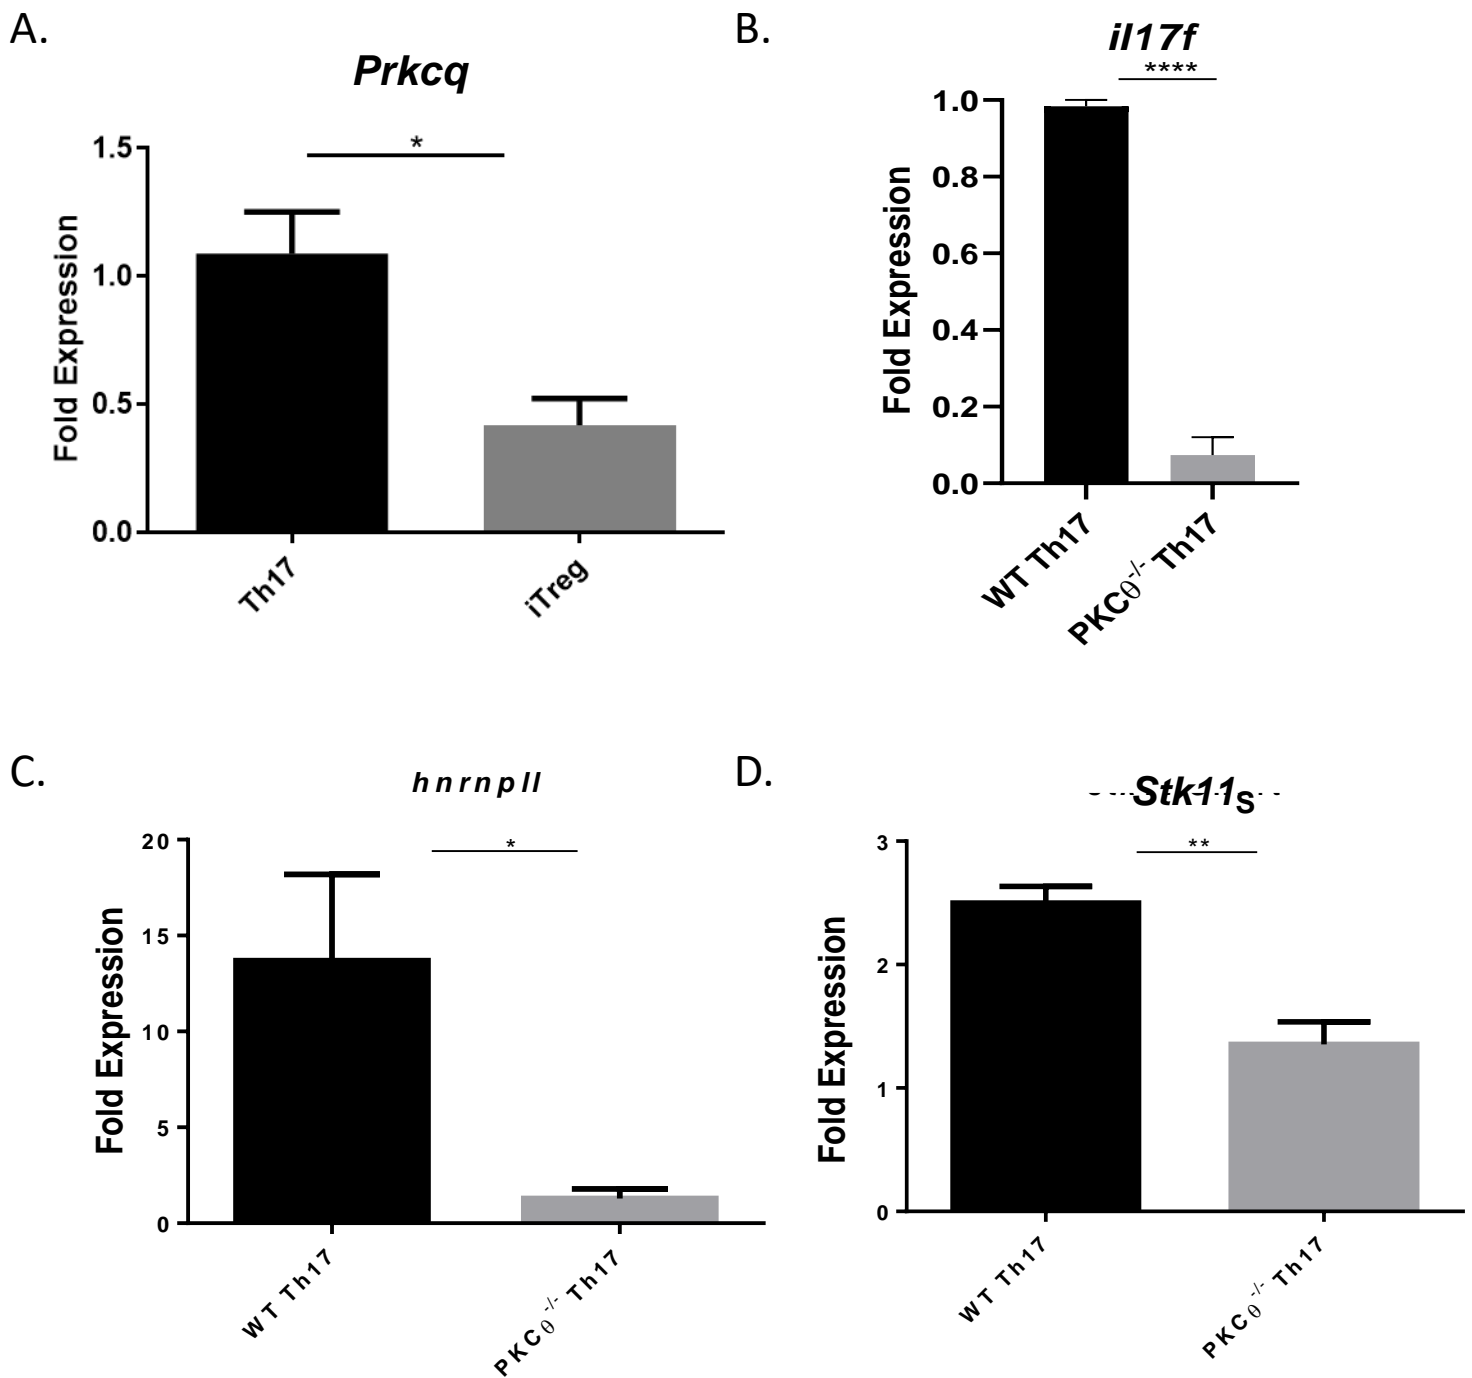 A.
Prkcq
*
Fold Expression
1.5
1.0
0.5
0.0
Th17
iTreg
B.
il17f
****
Fold Expression
1.0
0.8
0.6
0.4
0.2
0.0
WT Th17
PKCθ-/- Th17
C.
hnrnpll
*
Fold Expression
20
15
10
5
0
WT Th17
PKCθ-/- Th17
D.
Stk11S
**
Fold Expression
3
2
1
0
WT Th17
PKCθ-/- Th17